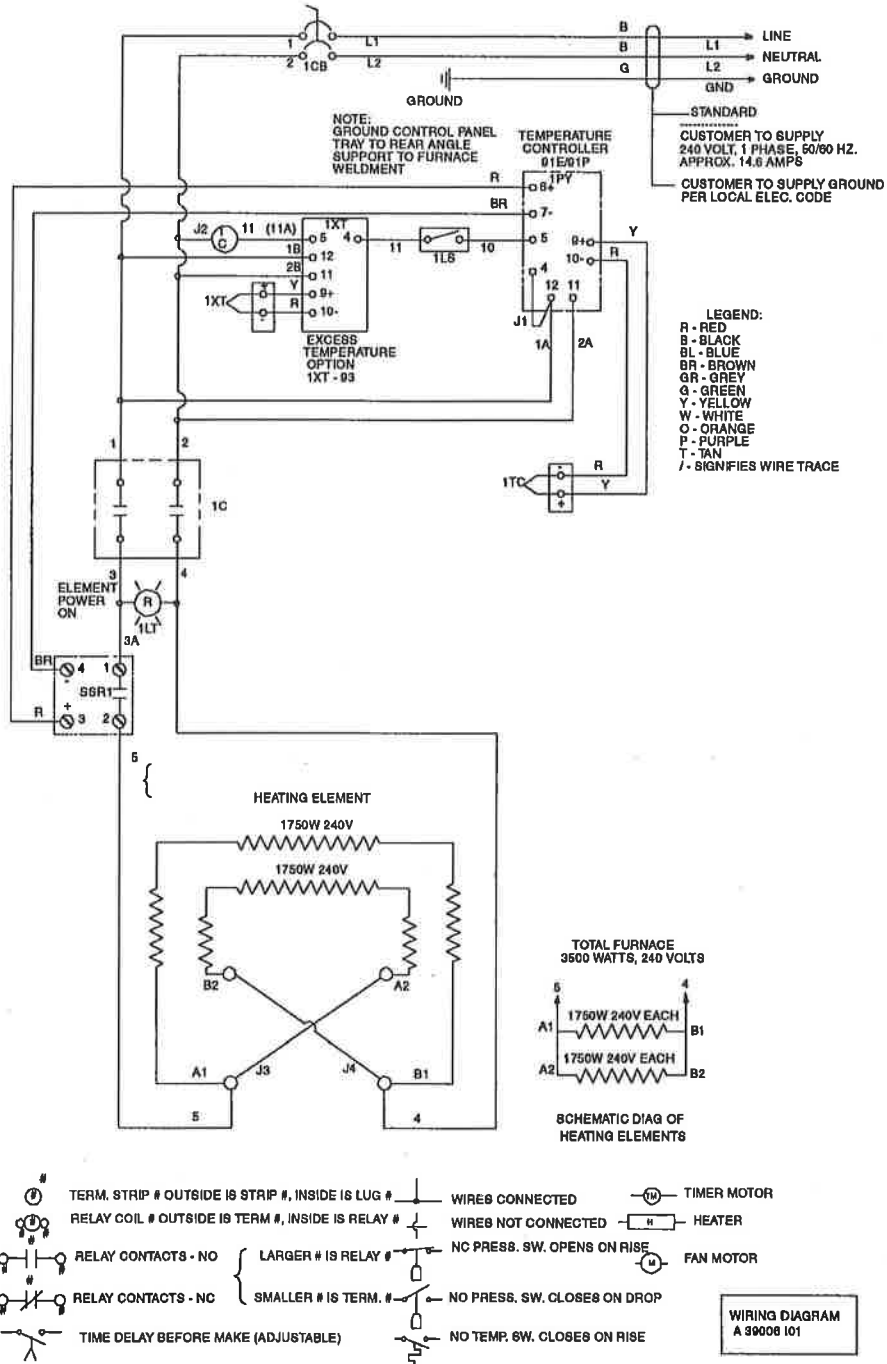 1
L1
B
LINE
2
1CB
L2
B
L1
NEUTRAL
G
L2
GROUND
GND
GROUND
STANDARD
CUSTOMER TO SUPPLY
240 VOLT, 1 PHASE, 50/60 HZ.
APPROX. 14.6 AMPS
CUSTOMER TO SUPPLY GROUND
PER LOCAL ELEC. CODE
NOTE:
GROUND CONTROL PANEL
TRAY TO REAR ANGLE
SUPPORT TO FURNACE
WELDMENT
TEMPERATURE
CONTROLLER
91E/91P
1PY
R
6+
BR
7-
J2
1
C
11
(11A)
1XT
5
4
11
1LS
10
5
9+
Y
1B
12
10-
R
2B
11
4
Y
9+
12
11
1XT
+
-
R
10-
J1
1A
2A
EXCESS
TEMPERATURE
OPTION
1XT - 93
LEGEND:
R - RED
B - BLACK
BL - BLUE
BR - BROWN
GR - GREY
G - GREEN
Y - YELLOW
W - WHITE
O - ORANGE
P - PURPLE
T - TAN
/ - SIGNIFIES WIRE TRACE
1
2
1C
1TC
-
+
R
Y
3
4
ELEMENT
POWER
ON
R
1LT
3A
BR
4
-
1
SSR1
R
+
3
2
5
HEATING ELEMENT
1750W 240V
1750W 240V
B2
A2
A1
J3
J4
B1
5
4
TOTAL FURNACE
3500 WATTS, 240 VOLTS
5
4
1750W 240V EACH
A1
B1
1750W 240V EACH
A2
B2
SCHEMATIC DIAG OF
HEATING ELEMENTS
#
#
TERM. STRIP # OUTSIDE IS STRIP #, INSIDE IS LUG #
WIRES CONNECTED
TM
TIMER MOTOR
#
#
#
RELAY COIL # OUTSIDE IS TERM #, INSIDE IS RELAY #
WIRES NOT CONNECTED
H
HEATER
#
#
#
RELAY CONTACTS - NO
LARGER # IS RELAY #
NC PRESS. SW. OPENS ON RISE
M
FAN MOTOR
#
#
#
RELAY CONTACTS - NC
SMALLER # IS TERM. #
NO PRESS. SW. CLOSES ON DROP
TIME DELAY BEFORE MAKE (ADJUSTABLE)
NO TEMP. SW. CLOSES ON RISE
WIRING DIAGRAM
A 39006 I01